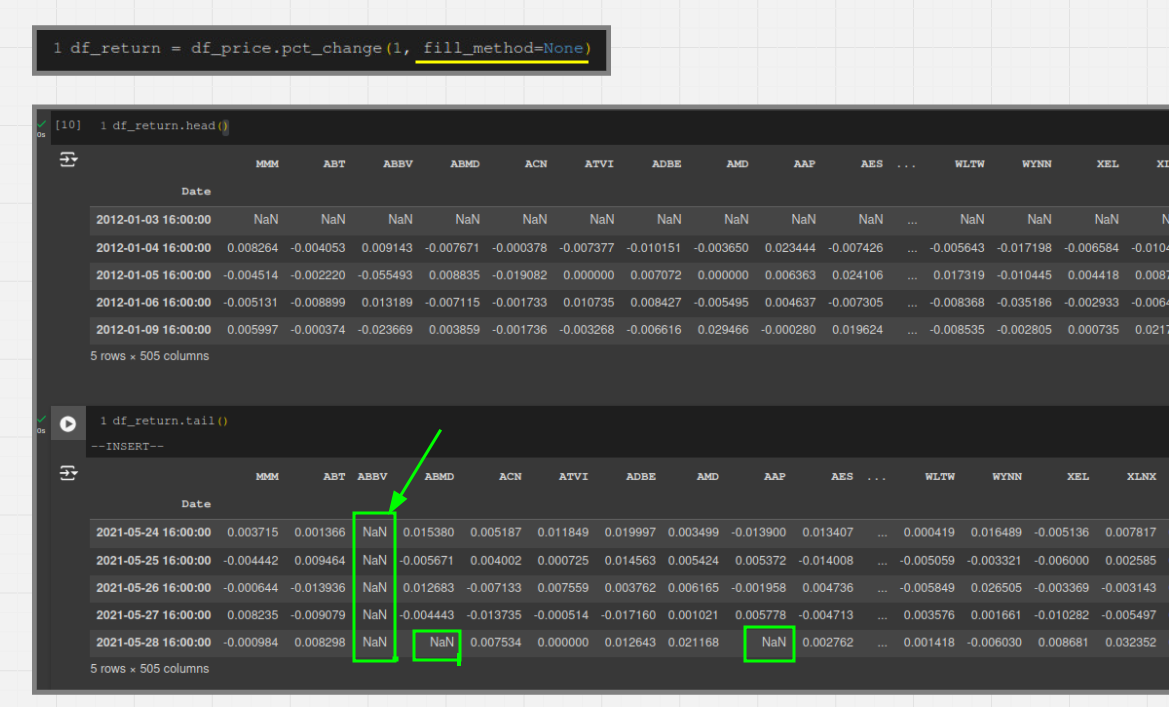 1 df_return = df_price.pct_change(1, fill_method=None)
[10] 1 df_return.head()
0s
MMM ABT ABBV ABMD ACN ATVI ADBE AMD AAP AES ... WLTW WYNN XEL
Date
2012-01-03 16:00:00 NaN NaN NaN NaN NaN NaN NaN NaN NaN NaN ... NaN NaN NaN
2012-01-04 16:00:00 0.008264 -0.004053 0.009143 -0.007671 -0.000378 -0.007377 -0.010151 -0.003650 0.023444 -0.007426 ... -0.005643 -0.017198 -0.006584 -0.0104
2012-01-05 16:00:00 -0.004514 -0.002220 -0.055493 0.008835 -0.019082 0.000000 0.007072 0.000000 0.006363 0.024106 ... 0.017319 -0.010445 0.004418 0.008
2012-01-06 16:00:00 -0.005131 -0.008899 0.013189 -0.007115 -0.001733 0.010735 0.008427 -0.005495 0.004637 -0.007305 ... -0.008368 -0.035186 -0.002933 -0.006
2012-01-09 16:00:00 0.005997 -0.000374 -0.023669 0.003859 -0.001736 -0.003268 -0.006616 0.029466 -0.000280 0.019624 ... -0.008535 -0.002805 0.000735 0.021
5 rows × 505 columns
1 df_return.tail()
0s
--INSERT--
MMM ABT ABBV ABMD ACN ATVI ADBE AMD AAP AES ... WLTW WYNN XEL XLNX
Date
2021-05-24 16:00:00 0.003715 0.001366 NaN 0.015380 0.005187 0.011849 0.019997 0.003499 -0.013900 0.013407 ... 0.000419 0.016489 -0.005136 0.007817
2021-05-25 16:00:00 -0.004442 0.009464 NaN -0.005671 0.004002 0.000725 0.014563 0.005424 0.005372 -0.014008 ... -0.005059 -0.003321 -0.006000 0.002585
2021-05-26 16:00:00 -0.000644 -0.013936 NaN 0.012683 -0.007133 0.007559 0.003762 0.006165 -0.001958 0.004736 ... -0.005849 0.026505 -0.003369 -0.003143
2021-05-27 16:00:00 0.008235 -0.009079 NaN -0.004443 -0.013735 -0.000514 -0.017160 0.001021 0.005778 -0.004713 ... 0.003576 0.001661 -0.010282 -0.005497
2021-05-28 16:00:00 -0.000984 0.008298 NaN NaN 0.007534 0.000000 0.012643 0.021168 NaN 0.002762 ... 0.001418 -0.006030 0.008681 0.032352
5 rows × 505 columns